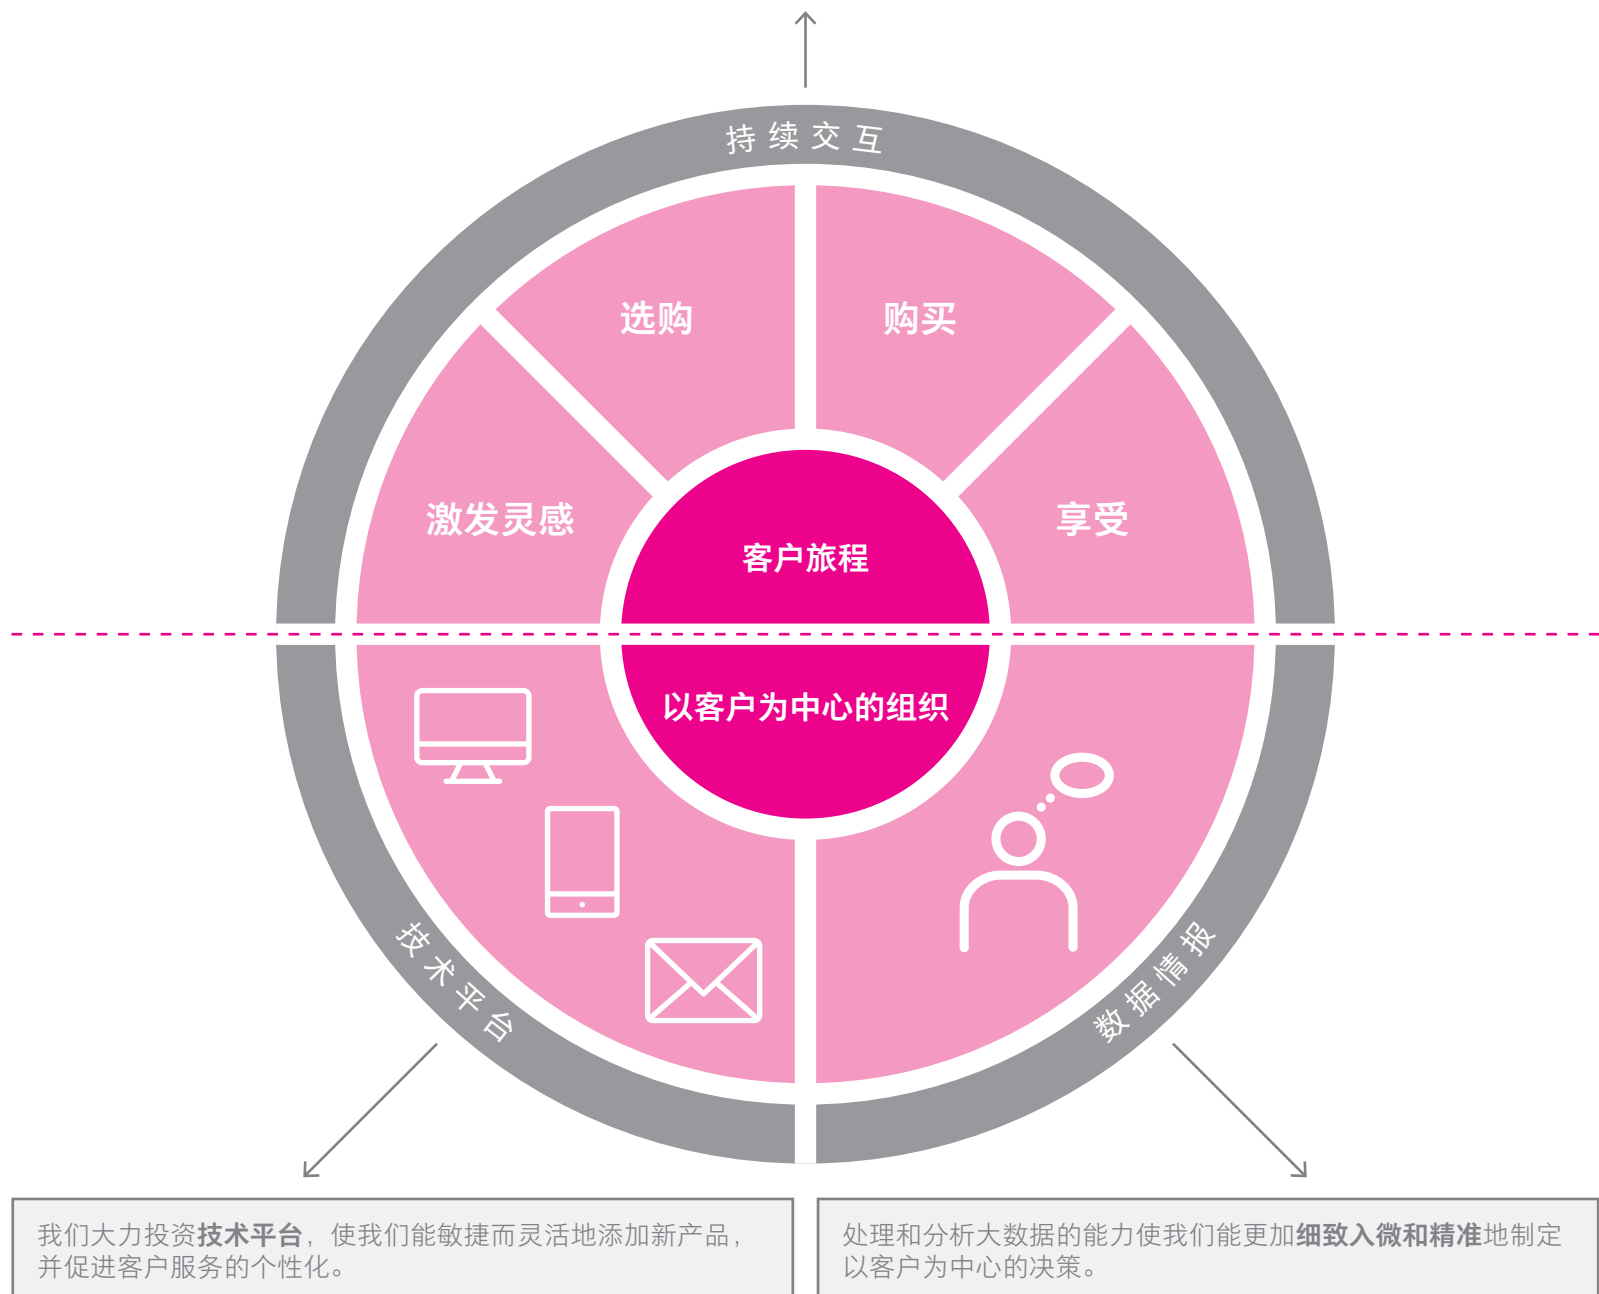 持续交互
选购
购买
激发灵感
享受
客户旅程
以客户为中心的组织
技术平台
数据情报
我们大力投资技术平台，使我们能敏捷而灵活地添加新产品，
并促进客户服务的个性化。
处理和分析大数据的能力使我们能更加细致入微和精准地制定
以客户为中心的决策。